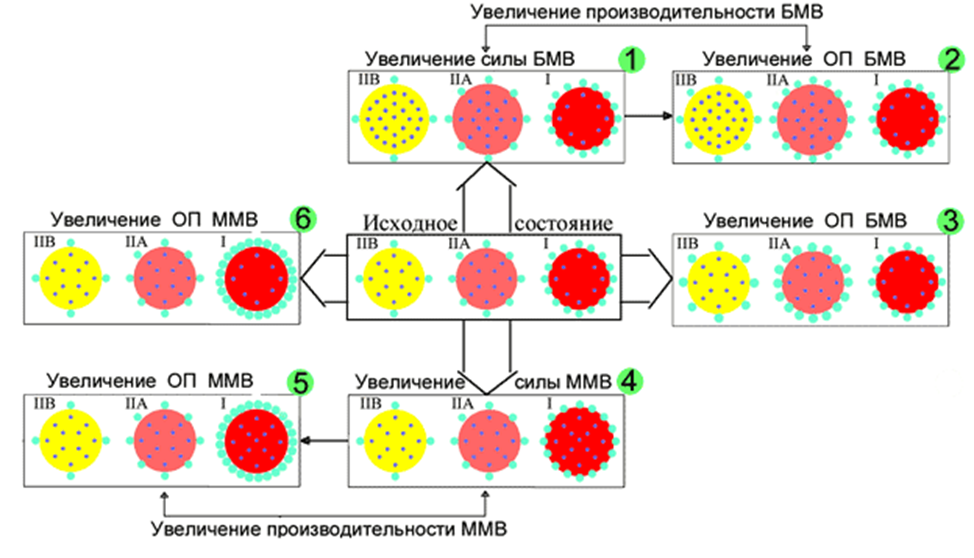 Увеличение производительности БМВ
Увеличение силы БМВ 1
IIB IIA I
Увеличение ОП БМВ 2
IIB IIA I
Увеличение ОП ММВ 6
IIB IIA I
Исходное состояние
IIB IIA I
Увеличение ОП БМВ 3
IIB IIA I
Увеличение ОП ММВ 5
IIB IIA I
Увеличение силы ММВ 4
IIB IIA I
Увеличение производительности ММВ